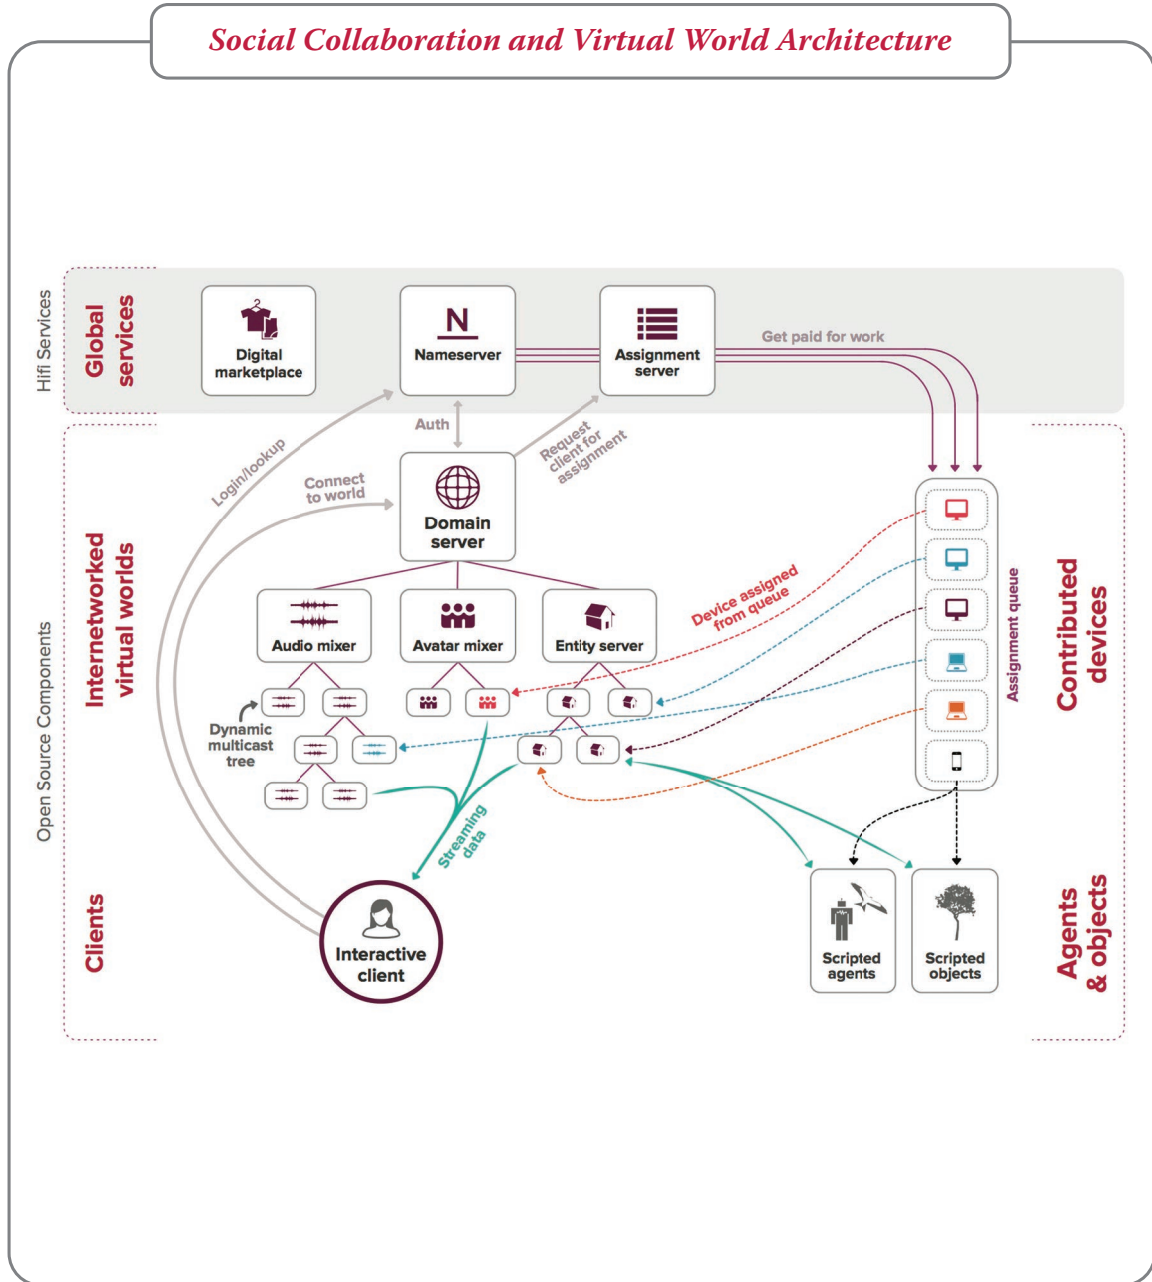 Social Collaboration and Virtual World Architecture
Hifi Services
Global
services
Digital
marketplace
N
Nameserver
Assignment
server
Get paid for work
Auth
Request
client for
assignment
Login/lookup
Connect
to world
Domain
server
Open Source Components
Internetworked
virtual worlds
Audio mixer
Avatar mixer
Entity server
Device assigned
from queue
Assignment queue
Contributed
devices
Dynamic
multicast
tree
Streaming
data
Clients
Interactive
client
Scripted
agents
Scripted
objects
Agents
& objects